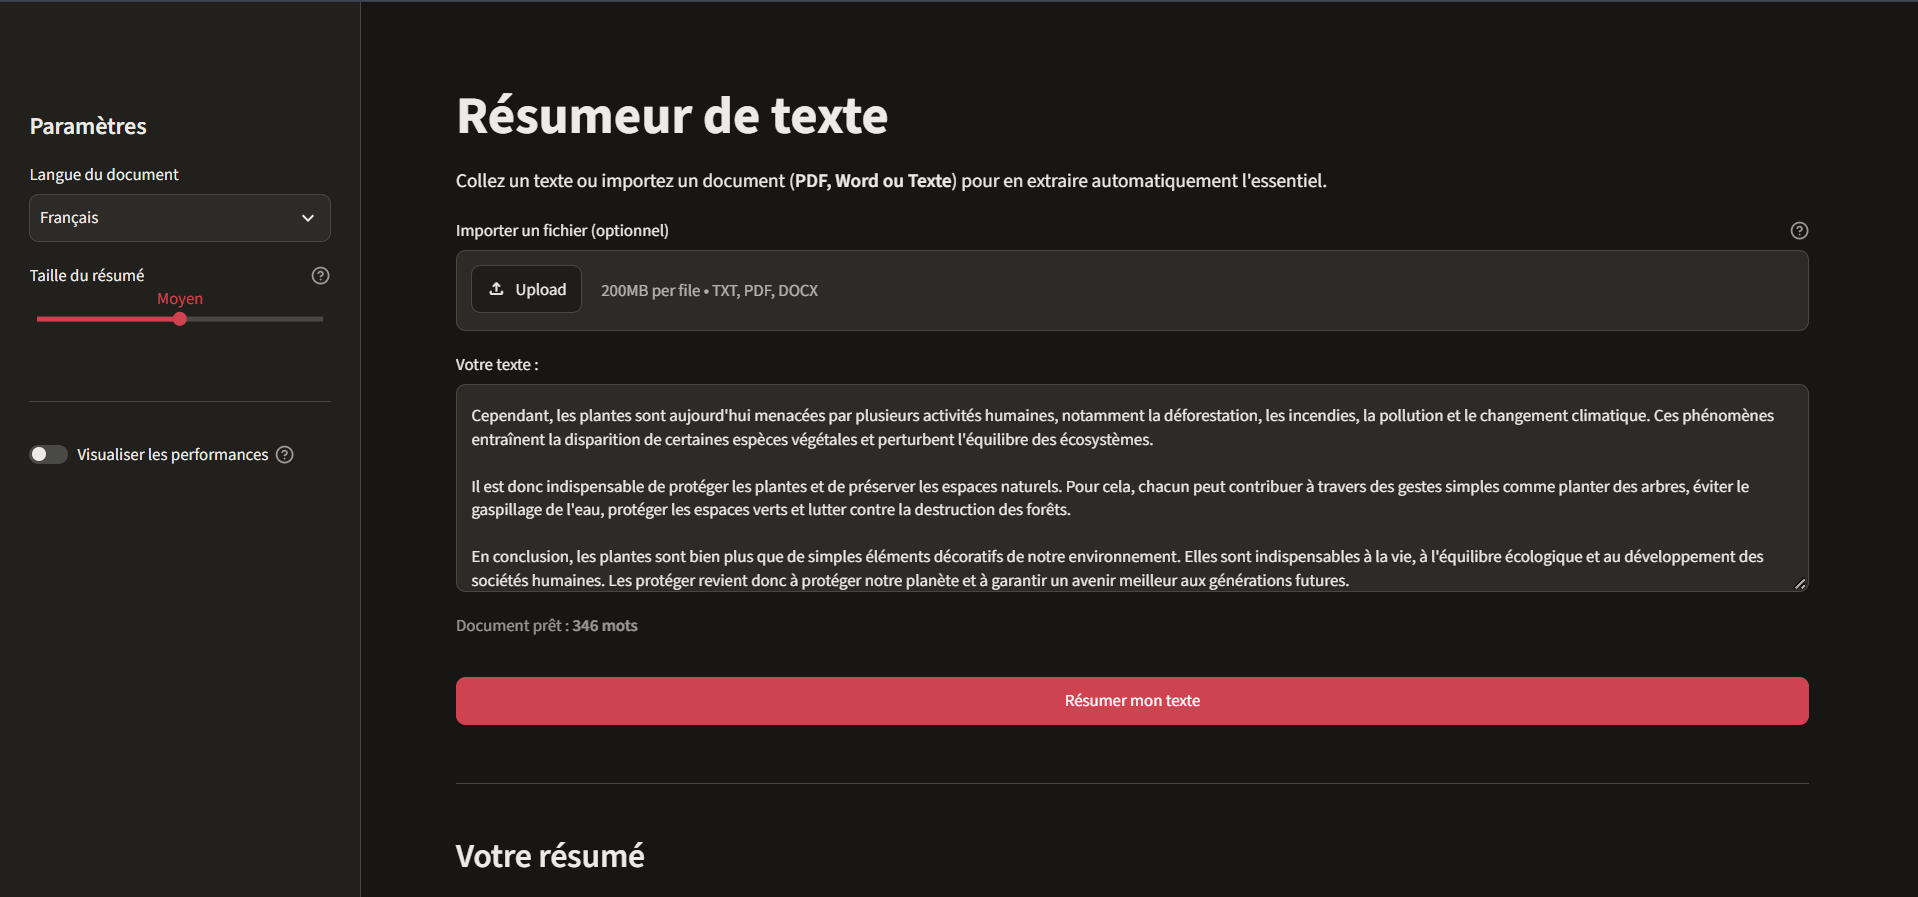 Paramètres
Langue du document
Français
Taille du résumé
Moyen
Visualiser les performances
Résumeur de texte
Collez un texte ou importez un document (PDF, Word ou Texte) pour en extraire automatiquement l'essentiel.
Importer un fichier (optionnel)
Upload
200MB per file • TXT, PDF, DOCX
Votre texte :
Cependant, les plantes sont aujourd'hui menacées par plusieurs activités humaines, notamment la déforestation, les incendies, la pollution et le changement climatique. Ces phénomènes
entraînent la disparition de certaines espèces végétales et perturbent l'équilibre des écosystèmes.
Il est donc indispensable de protéger les plantes et de préserver les espaces naturels. Pour cela, chacun peut contribuer à travers des gestes simples comme planter des arbres, éviter le
gaspillage de l'eau, protéger les espaces verts et lutter contre la destruction des forêts.
En conclusion, les plantes sont bien plus que de simples éléments décoratifs de notre environnement. Elles sont indispensables à la vie, à l'équilibre écologique et au développement des
sociétés humaines. Les protéger revient donc à protéger notre planète et à garantir un avenir meilleur aux générations futures.
Document prêt : 346 mots
Résumer mon texte
Votre résumé